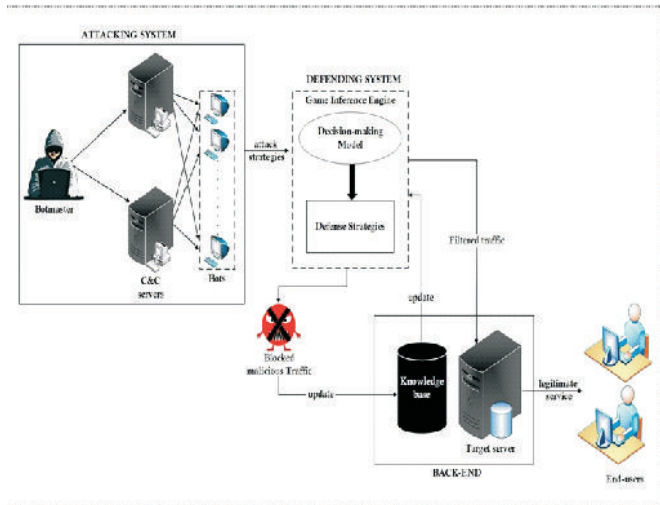 ATTACKING SYSTEM
Botmaster
C&C
servers
Bots
attack
strategies
DEFENDING SYSTEM
Game Inference Engine
Decision-making
Model
Defense Strategies
Filtered traffic
update
Blocked
malicious Traffic
update
Knowledge
base
Target server
BACK-END
legitimate
service
End-users